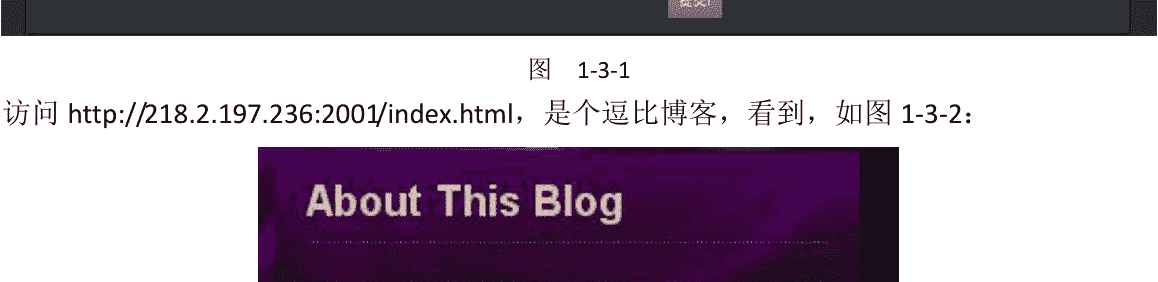 图 1-3-1
访问 http://218.2.197.236:2001/index.html，是个逗比博客，看到，如图 1-3-2：
About This Blog